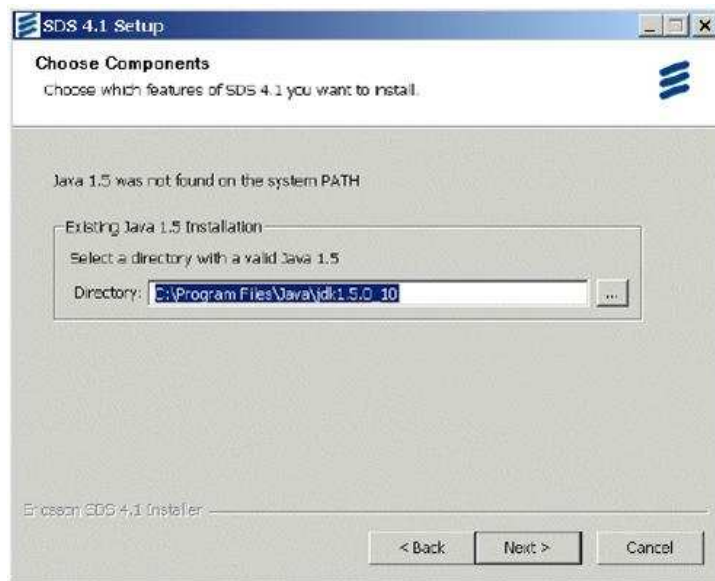 SDS 4.1 Setup
Choose Components
Choose which features of SDS 4.1 you want to install.
Java 1.5 was not found on the system PATH
Existing Java 1.5 Installation
Select a directory with a valid Java 1.5
Directory: C:\Program Files\Java\jdk1.5.0_10
...
Ericsson SDS 4.1 Installer
< Back Next > Cancel